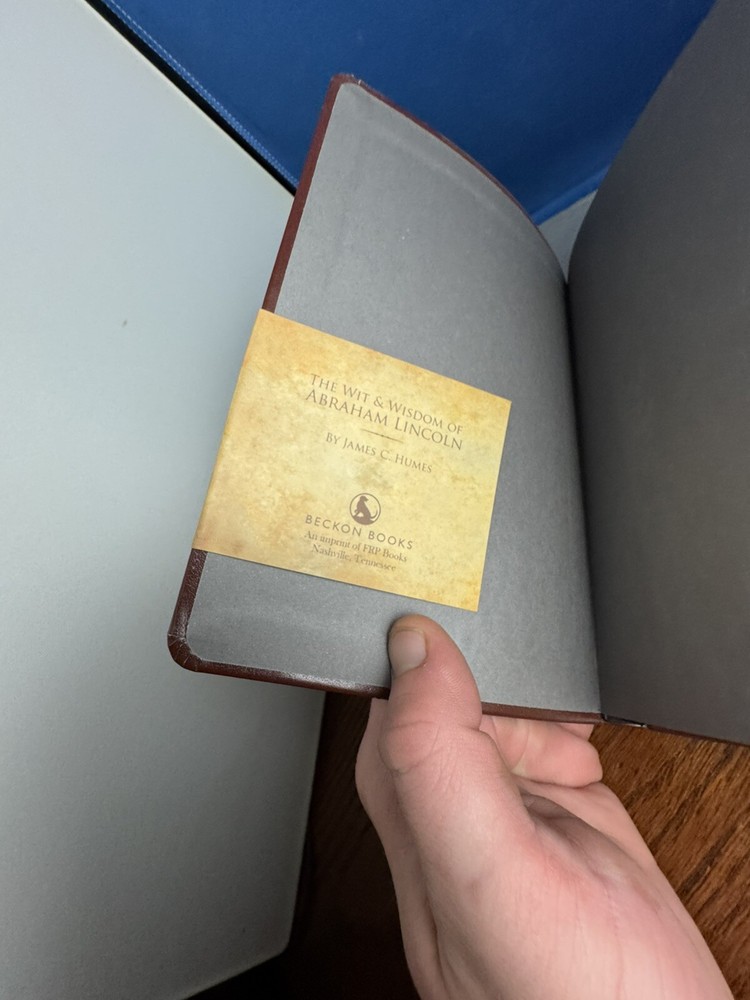 The Wit & Wisdom of
Abraham Lincoln
By James C. Humes
BECKON BOOKS
An imprint of FRP Books
Nashville, Tennessee